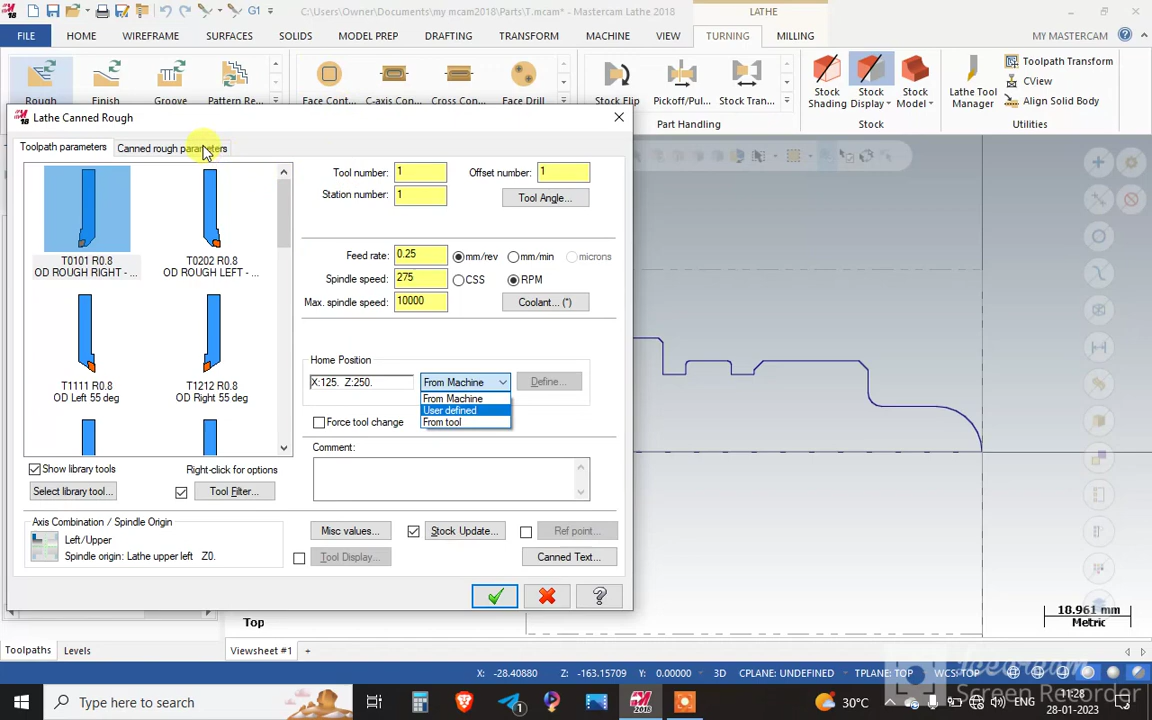 G1
C:\Users\Owner\Documents\my mcam2018\Parts\T.mcam* - Mastercam Lathe 2018
LATHE
FILE HOME WIREFRAME SURFACES SOLIDS MODEL PREP DRAFTING TRANSFORM MACHINE VIEW TURNING MILLING MY MASTERCAM
Rough Finish Groove Pattern Re... Face Cont... C-axis Con... Cross Con... Face Drill Stock Flip Pickof/Pul... Stock Tran... Stock Shading Stock Display Stock Model Lathe Tool Manager Toolpath Transform
CView
Align Solid Body
Part Handling Stock Utilities
Lathe Canned Rough
Toolpath parameters Canned rough parameters
Tool number: 1 Offset number: 1
Station number: 1 Tool Angle...
T0101 R0.8 T0202 R0.8
OD ROUGH RIGHT - ... OD ROUGH LEFT - ...
Feed rate: 0.25 mm/rev mm/min microns
Spindle speed: 275 CSS RPM
Max. spindle speed: 10000 Coolant... (*)
Home Position
X:125. Z:250. From Machine Define...
From Machine
User defined
From tool
T1111 R0.8 T1212 R0.8
OD Left 55 deg OD Right 55 deg
Force tool change
Comment:
Show library tools Right-click for options
Select library tool... Tool Filter...
Axis Combination / Spindle Origin
Left/Upper
Spindle origin: Lathe upper left Z0.
Misc values... Stock Update... Ref point...
Tool Display... Canned Text...
18.961 mm
Metric
Top
Toolpaths Levels Viewsheet #1 +
X: -28.40880 Z: -163.15709 Y: 0.00000 3D CPLANE: UNDEFINED TPLANE: TOP WCS: TOP
Icecream
Screen Recorder
Type here to search
1
30°C
ENG
11:28
28-01-2023